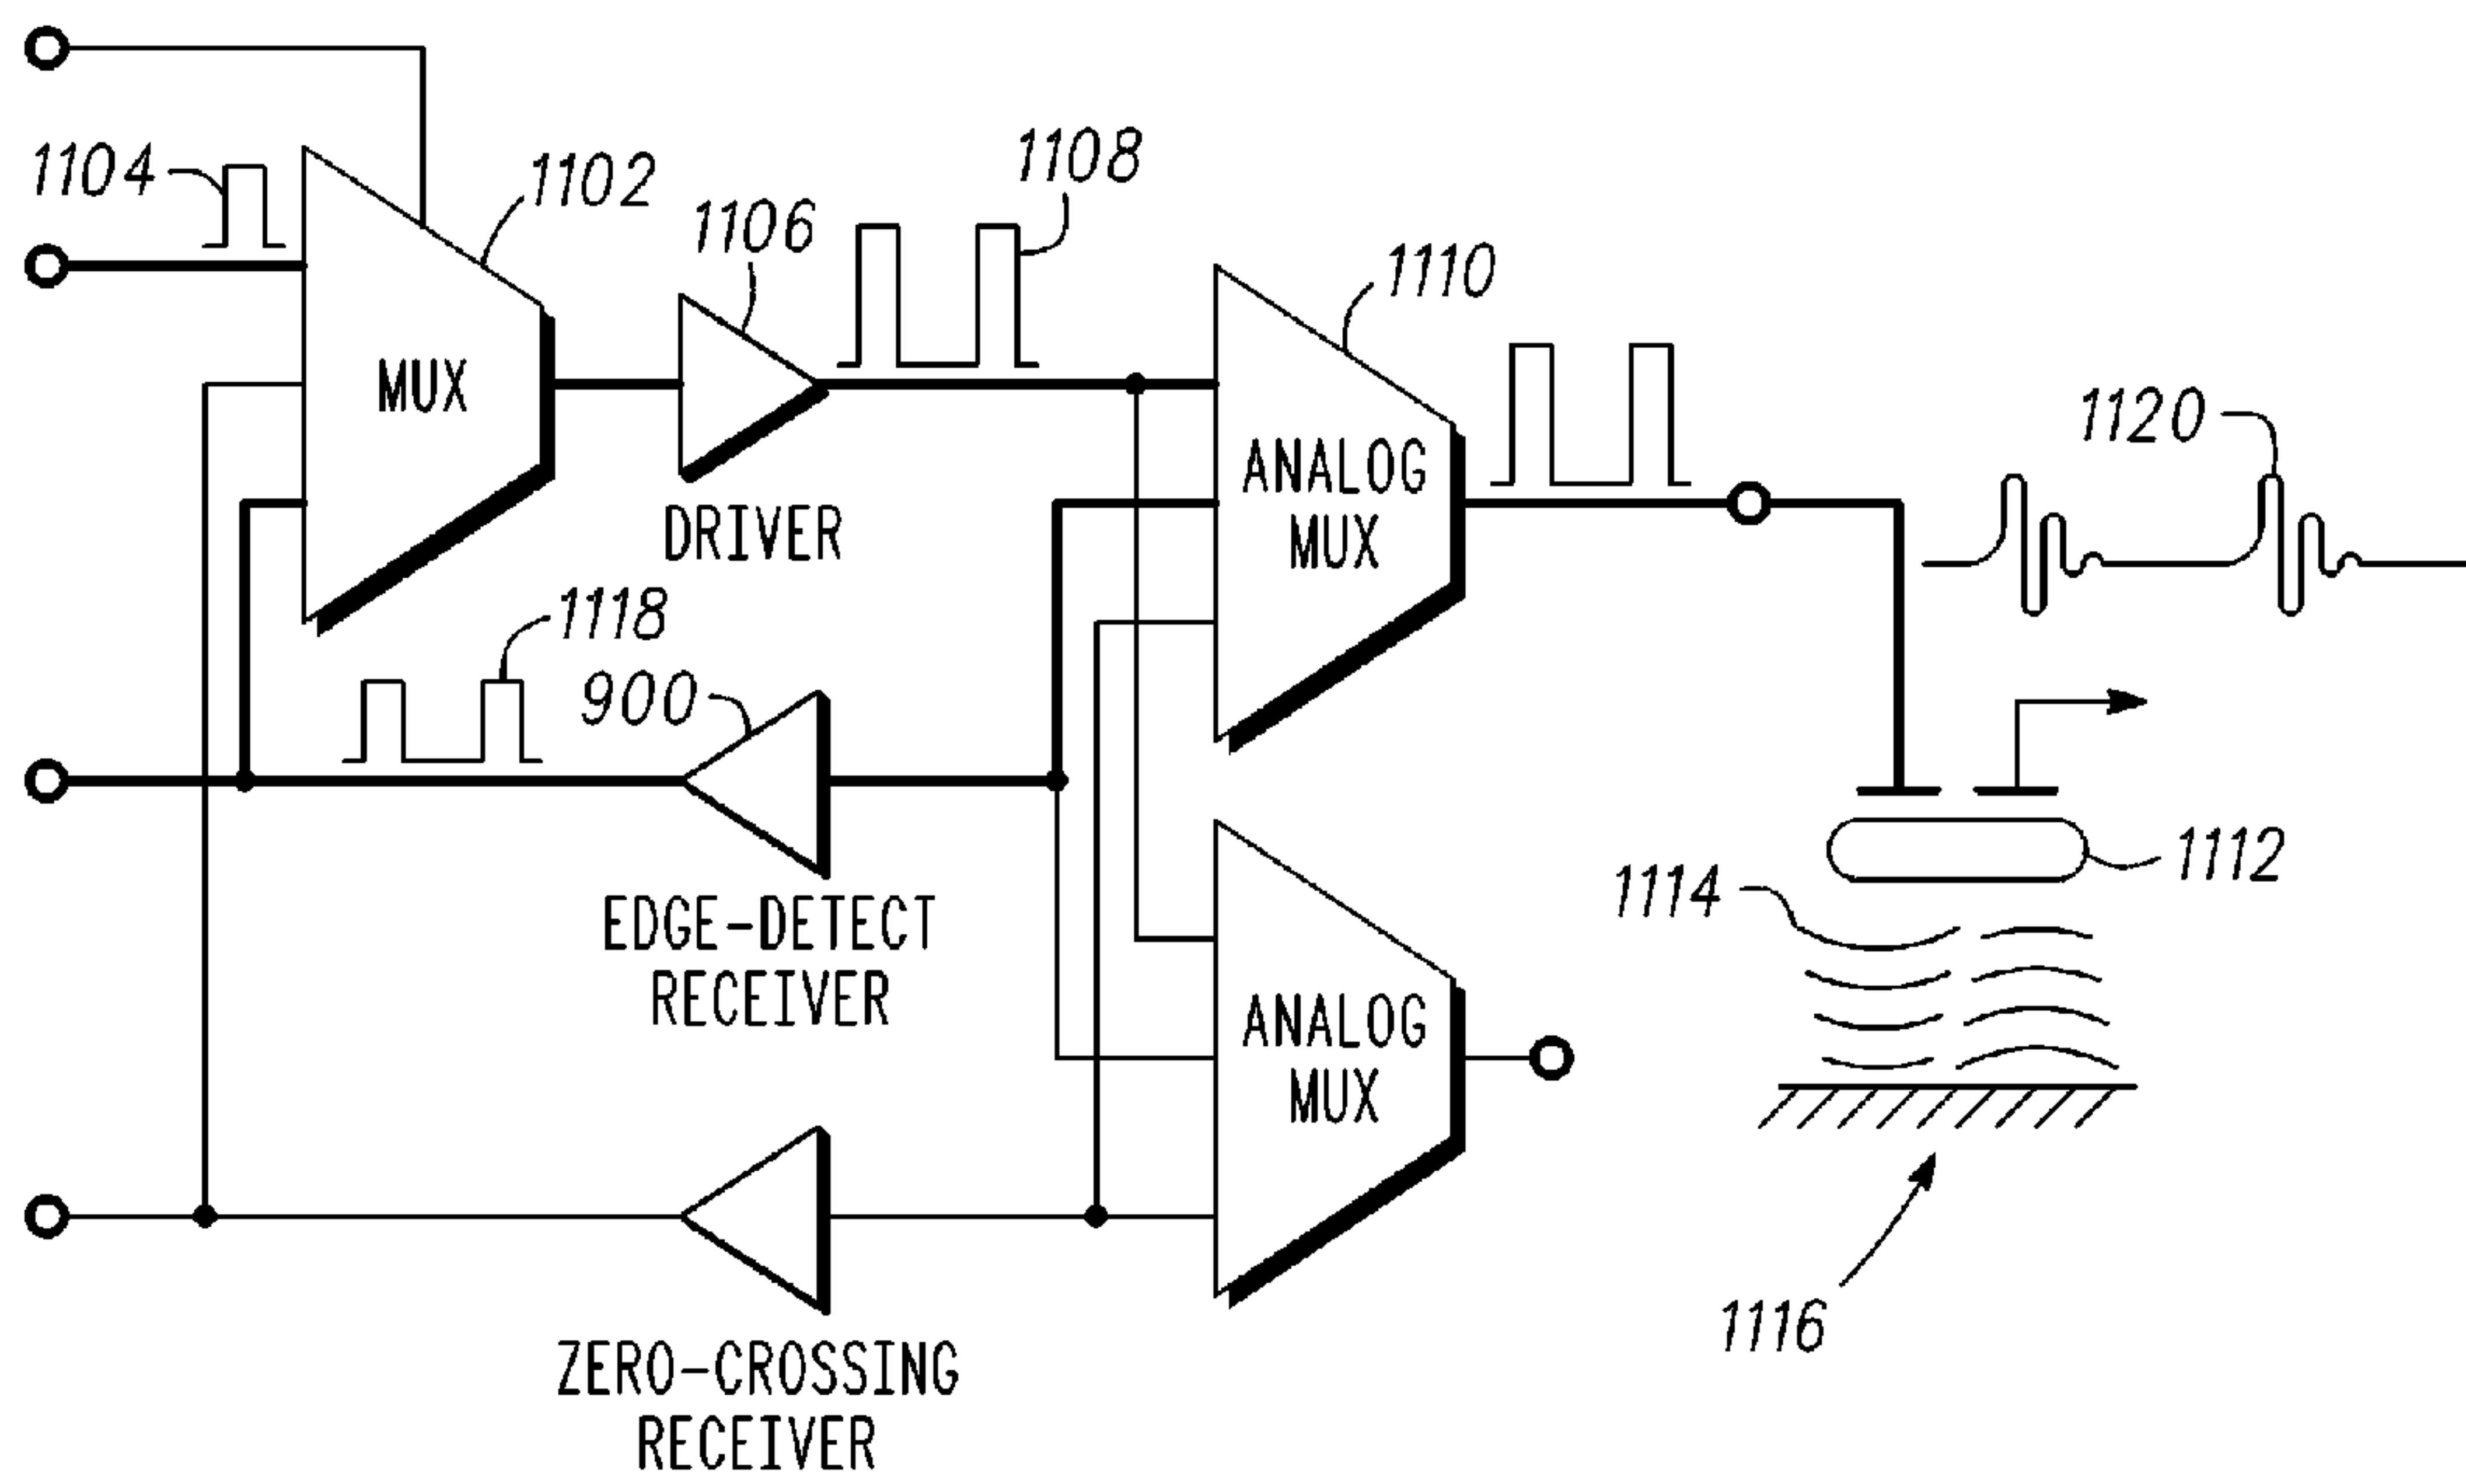 1104
1102
1106
1108
1110
1120
MUX
DRIVER
ANALOG
MUX
1118
900
EDGE-DETECT
RECEIVER
1112
1114
ANALOG
MUX
1116
ZERO-CROSSING
RECEIVER